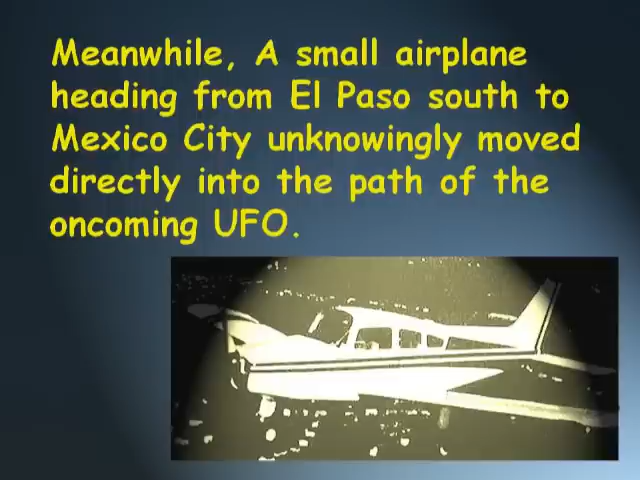 Meanwhile, A small airplane
heading from El Paso south to
Mexico City unknowingly moved
directly into the path of the
oncoming UFO.